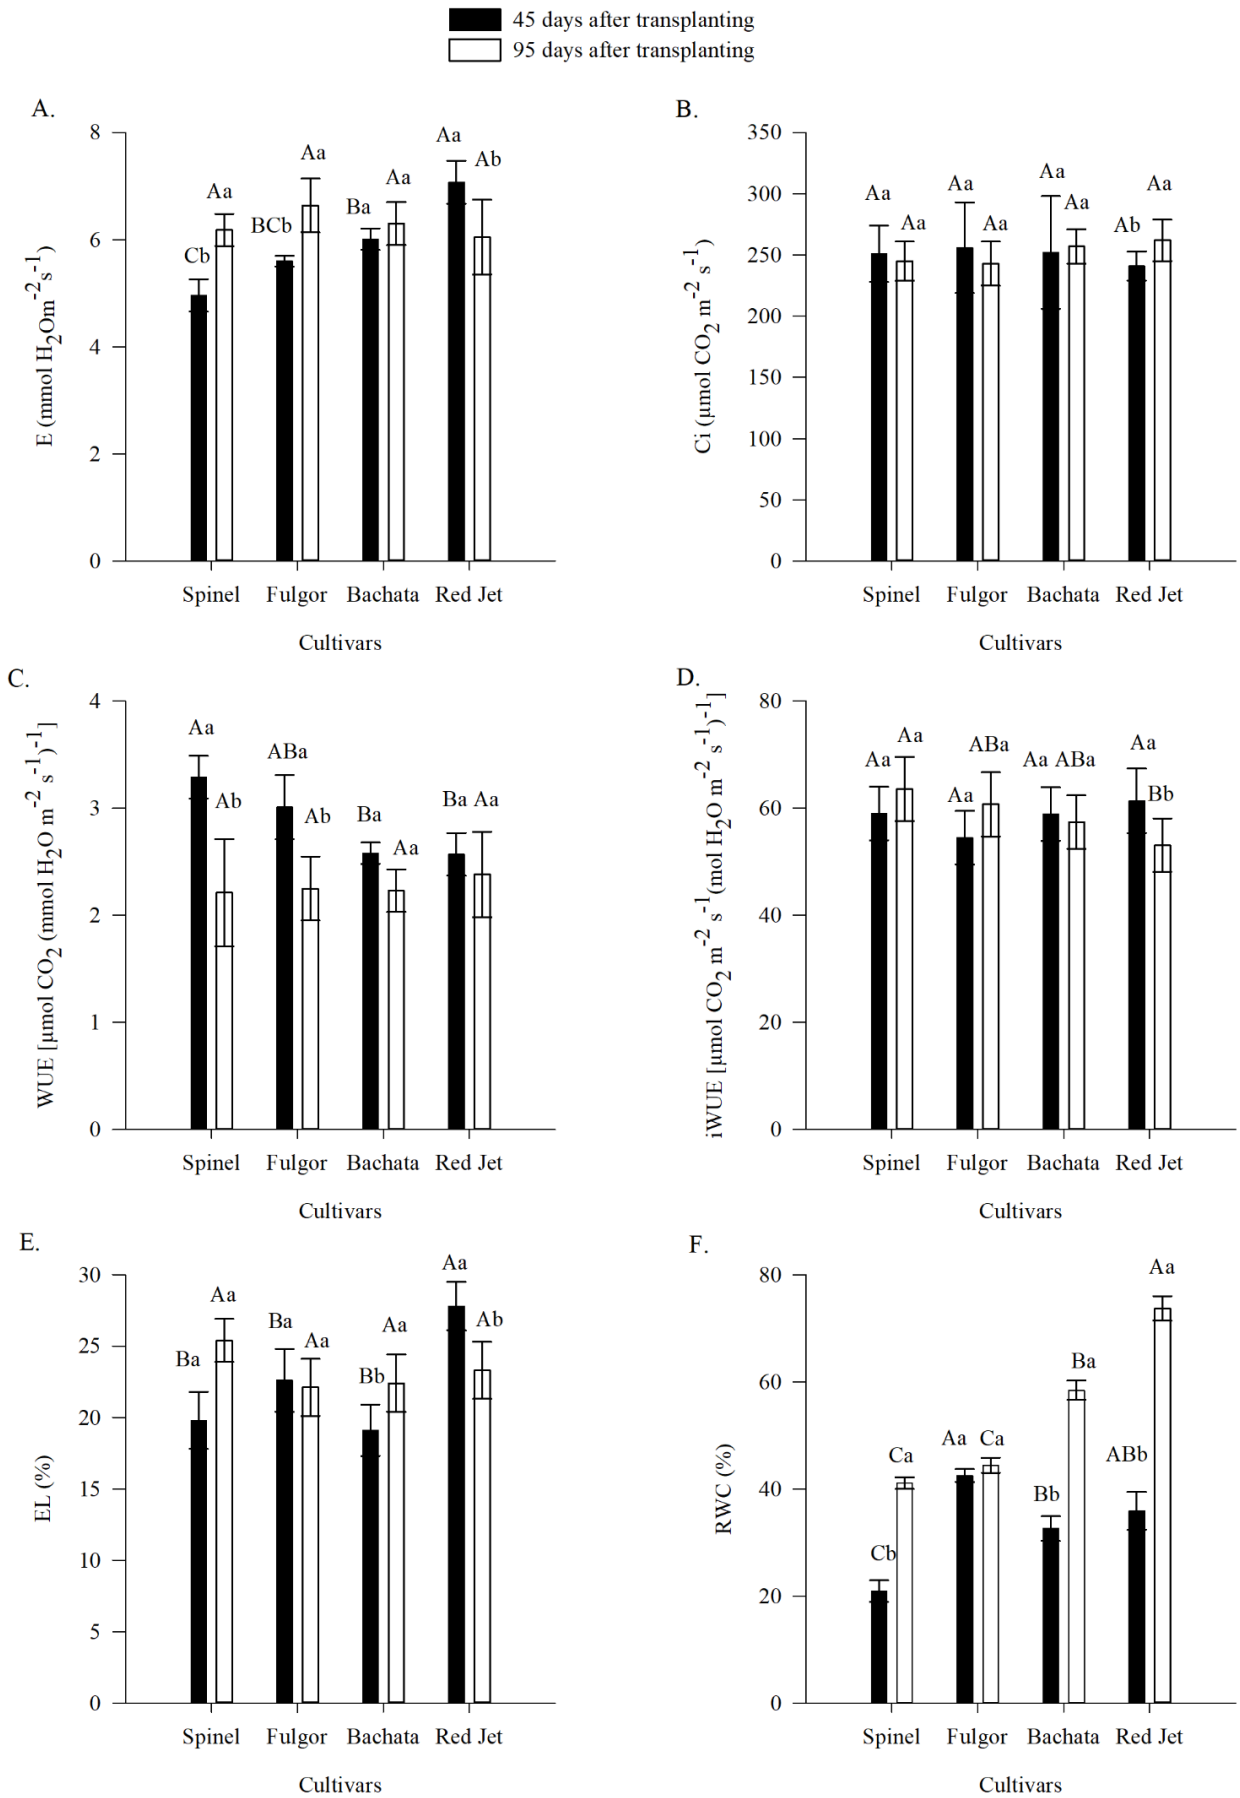 45 days after transplanting
95 days after transplanting
A.
E (mmol H2Om-2s-1)
8
6
4
2
0
Cb Aa BCb Aa Ba Aa Aa Ab
Spinel Fulgor Bachata Red Jet
Cultivars
B.
Ci (µmol CO2 m-2 s-1)
350
300
250
200
150
100
50
0
Aa Aa Aa Aa Aa Aa Ab Aa
Spinel Fulgor Bachata Red Jet
Cultivars
C.
WUE [µmol CO2 (mmol H2O m-2 s-1)-1]
4
3
2
1
0
Aa Ab ABa Ab Ba Aa Ba Aa
Spinel Fulgor Bachata Red Jet
Cultivars
D.
iWUE [µmol CO2 m-2 s-1(mol H2O m-2 s-1)-1]
80
60
40
20
0
Aa Aa Aa ABa Aa ABa Aa Bb
Spinel Fulgor Bachata Red Jet
Cultivars
E.
EL (%)
30
25
20
15
10
5
0
Ba Aa Ba Aa Bb Aa Aa Ab
Spinel Fulgor Bachata Red Jet
Cultivars
F.
RWC (%)
80
60
40
20
0
Cb Ca Aa Ca Bb Ba ABb Aa
Spinel Fulgor Bachata Red Jet
Cultivars